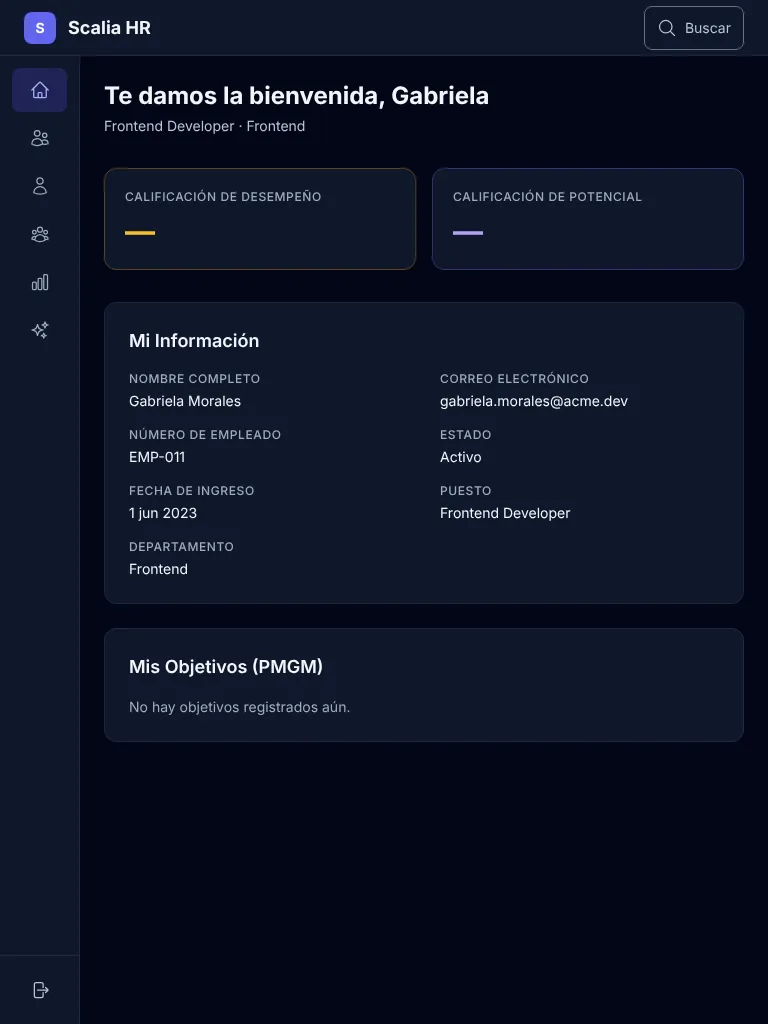 S Scalia HR
Buscar
Te damos la bienvenida, Gabriela
Frontend Developer · Frontend
CALIFICACIÓN DE DESEMPEÑO
—
CALIFICACIÓN DE POTENCIAL
—
Mi Información
NOMBRE COMPLETO
Gabriela Morales
CORREO ELECTRÓNICO
gabriela.morales@acme.dev
NÚMERO DE EMPLEADO
EMP-011
ESTADO
Activo
FECHA DE INGRESO
1 jun 2023
PUESTO
Frontend Developer
DEPARTAMENTO
Frontend
Mis Objetivos (PMGM)
No hay objetivos registrados aún.